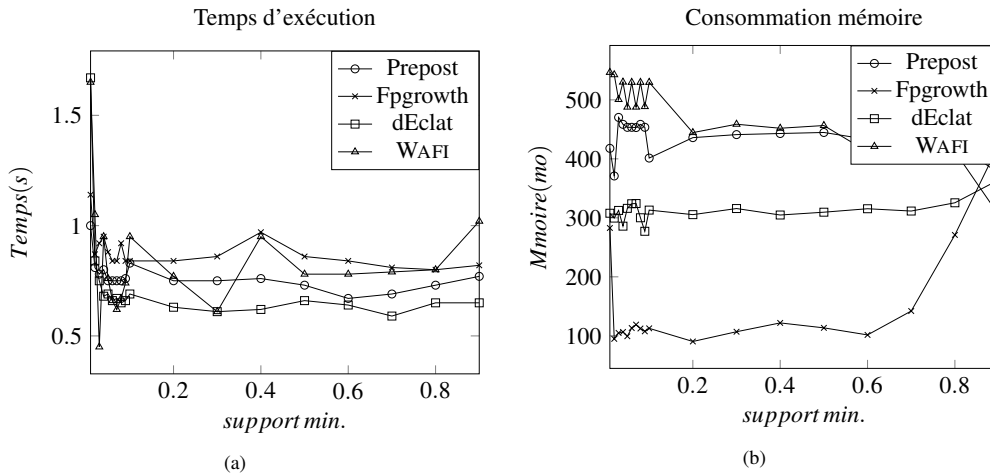 Temps d'exécution
Prepost
Fpgrowth
dEclat
WAFI
1.5
1
0.5
Temps(s)
0.2 0.4 0.6 0.8
support min.
(a)
Consommation mémoire
Prepost
Fpgrowth
dEclat
WAFI
500
400
300
200
100
Mmoire(mo)
0.2 0.4 0.6 0.8
support min.
(b)